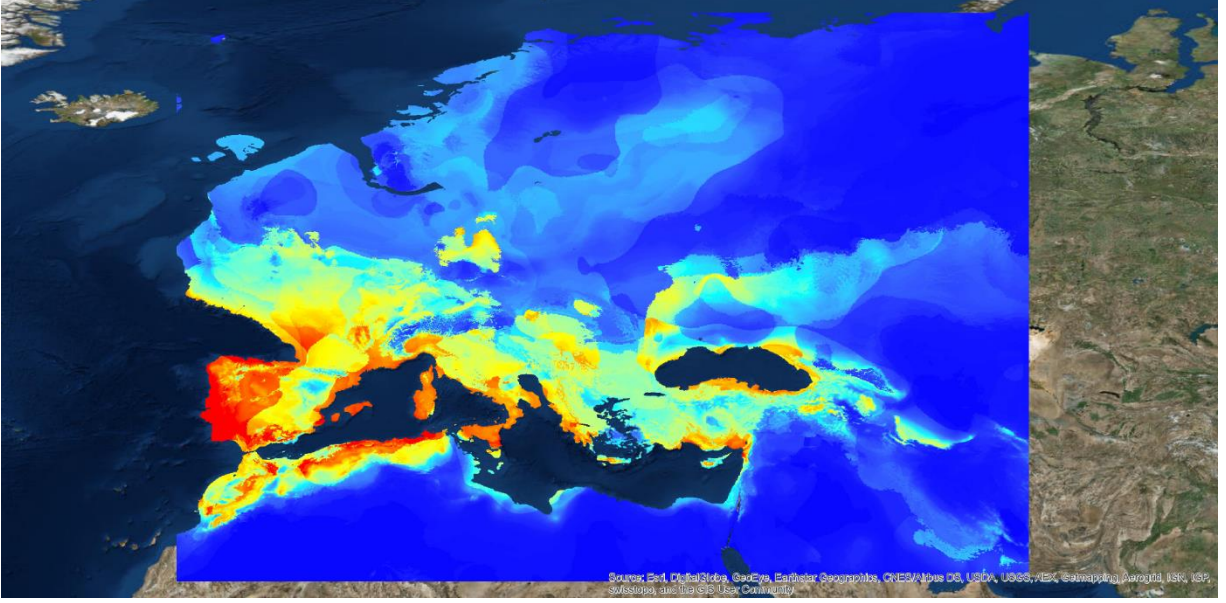 Source: Esri, DigitalGlobe, GeoEye, Earthstar Geographics, CNES/Airbus DS, USDA, USGS, AEX, Getmapping, Aerogrid, IGN, IGP,
swisstopo, and the GIS User Community